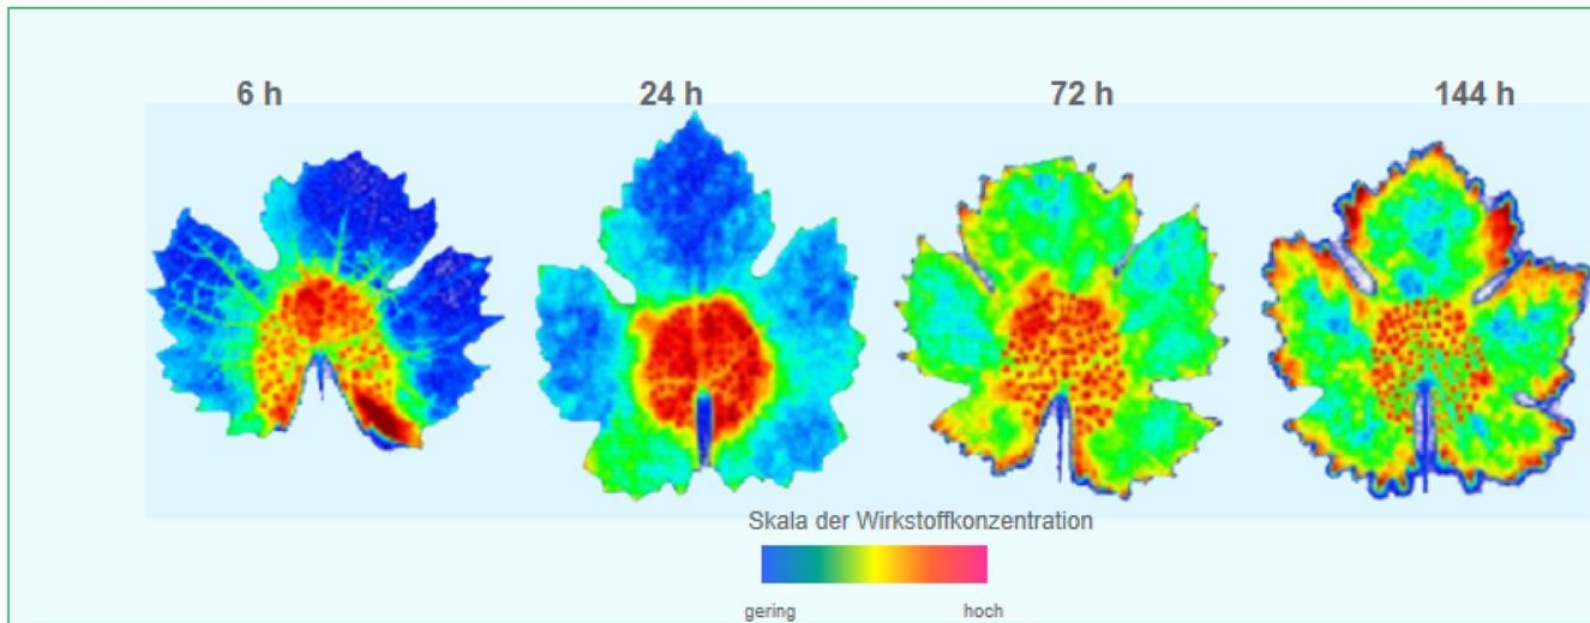 6 h 24 h 72 h 144 h
Skala der Wirkstoffkonzentration
gering hoch